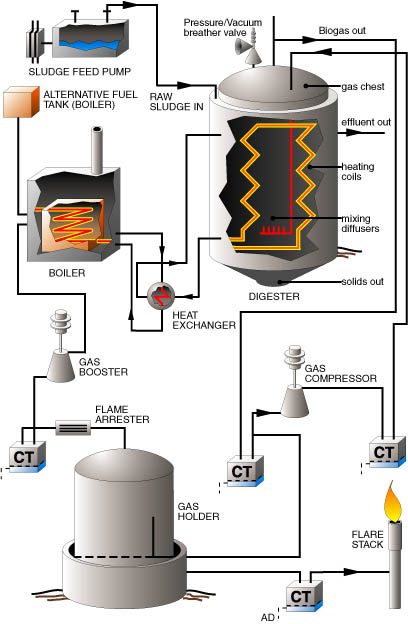 Pressure/Vacuum
breather valve
Biogas out
SLUDGE FEED PUMP
gas chest
ALTERNATIVE FUEL
TANK (BOILER)
RAW
SLUDGE IN
effluent out
heating
coils
mixing
diffusers
BOILER
solids out
HEAT
EXCHANGER
DIGESTER
GAS
BOOSTER
GAS
COMPRESSOR
FLAME
ARRESTER
CT
CT
CT
GAS
HOLDER
FLARE
STACK
CT
AD